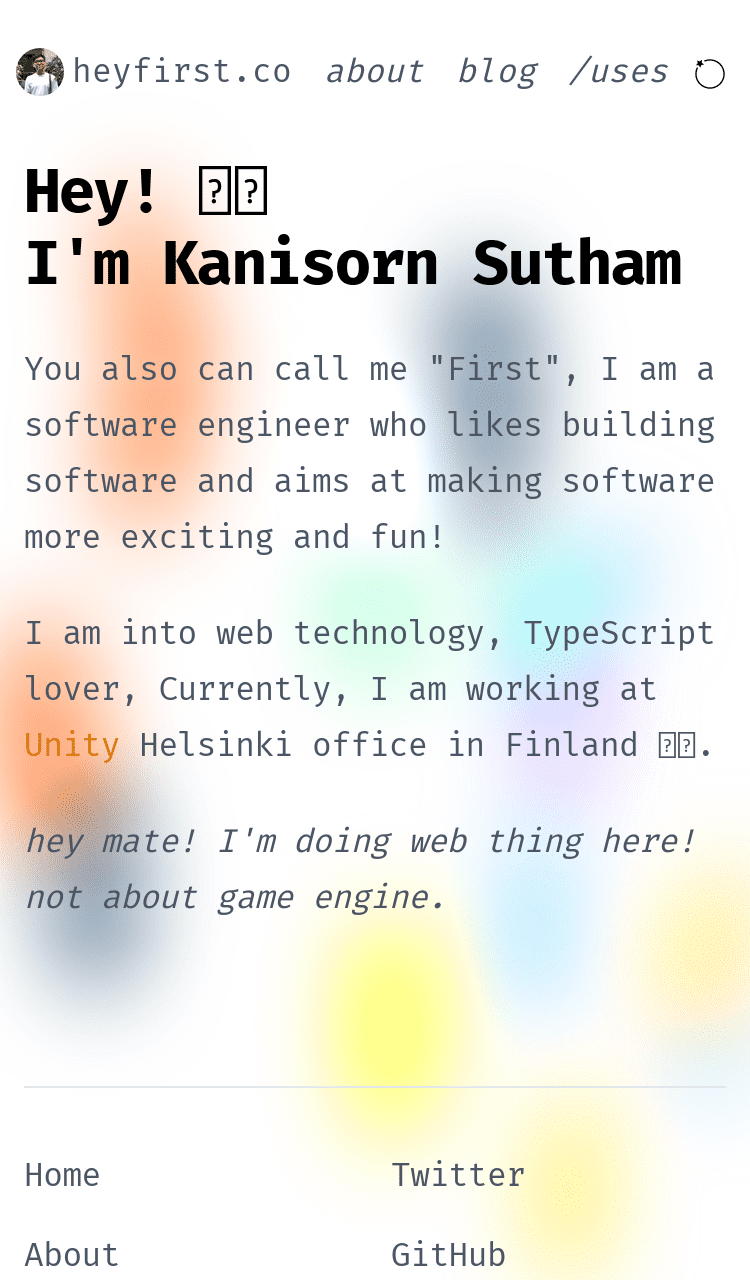 heyfirst.co about blog /uses
Hey!
I'm Kanisorn Sutham
You also can call me "First", I am a
software engineer who likes building
software and aims at making software
more exciting and fun!
I am into web technology, TypeScript
lover, Currently, I am working at
Unity Helsinki office in Finland .
hey mate! I'm doing web thing here!
not about game engine.
Home Twitter
About GitHub